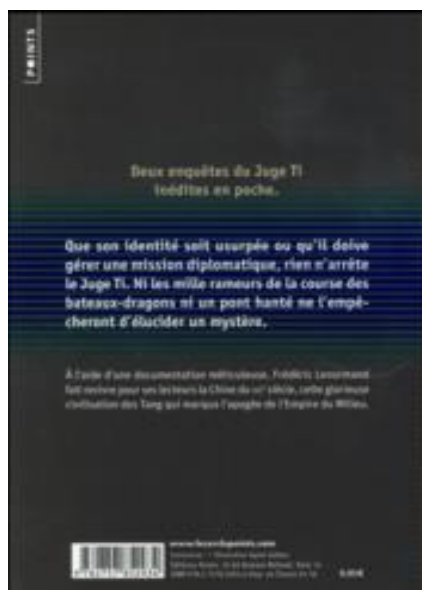 POINTS
Deux enquêtes du Juge Ti
inédites en poche.
Que son identité soit usurpée ou qu'il doive
gérer une mission diplomatique, rien n'arrête
le Juge Ti. Ni les mille rameurs de la course des
bateaux-dragons ni un pont hanté ne l'empê-
cheront d'élucider un mystère.
À l'aide d'une documentation méticuleuse, Frédéric Lenormand
fait revivre pour ses lecteurs la Chine du VIIe siècle, cette glorieuse
civilisation des Tang qui marqua l'apogée de l'Empire du Milieu.
www.lecerclepoints.com